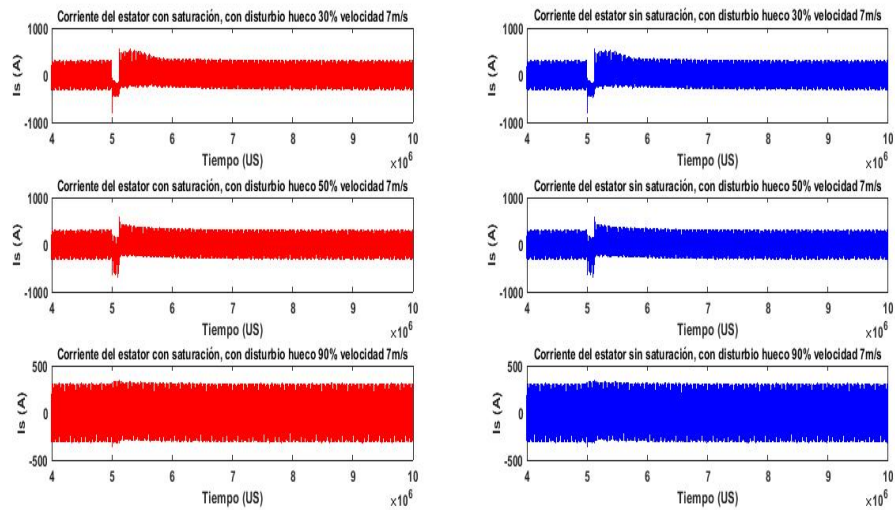 Corriente del estator con saturación, con disturbio hueco 30% velocidad 7m/s
1000
0
-1000
Is (A)
4 5 6 7 8 9 10
Tiempo (US)
×10^6
Corriente del estator sin saturación, con disturbio hueco 30% velocidad 7m/s
1000
0
-1000
Is (A)
4 5 6 7 8 9 10
Tiempo (US)
×10^6
Corriente del estator con saturación, con disturbio hueco 50% velocidad 7m/s
1000
0
-1000
Is (A)
4 5 6 7 8 9 10
Tiempo (US)
×10^6
Corriente del estator sin saturación, con disturbio hueco 50% velocidad 7m/s
1000
0
-1000
Is (A)
4 5 6 7 8 9 10
Tiempo (US)
×10^6
Corriente del estator con saturación, con disturbio hueco 90% velocidad 7m/s
500
0
-500
Is (A)
4 5 6 7 8 9 10
Tiempo (US)
×10^6
Corriente del estator sin saturación, con disturbio hueco 90% velocidad 7m/s
500
0
-500
Is (A)
4 5 6 7 8 9 10
Tiempo (US)
×10^6